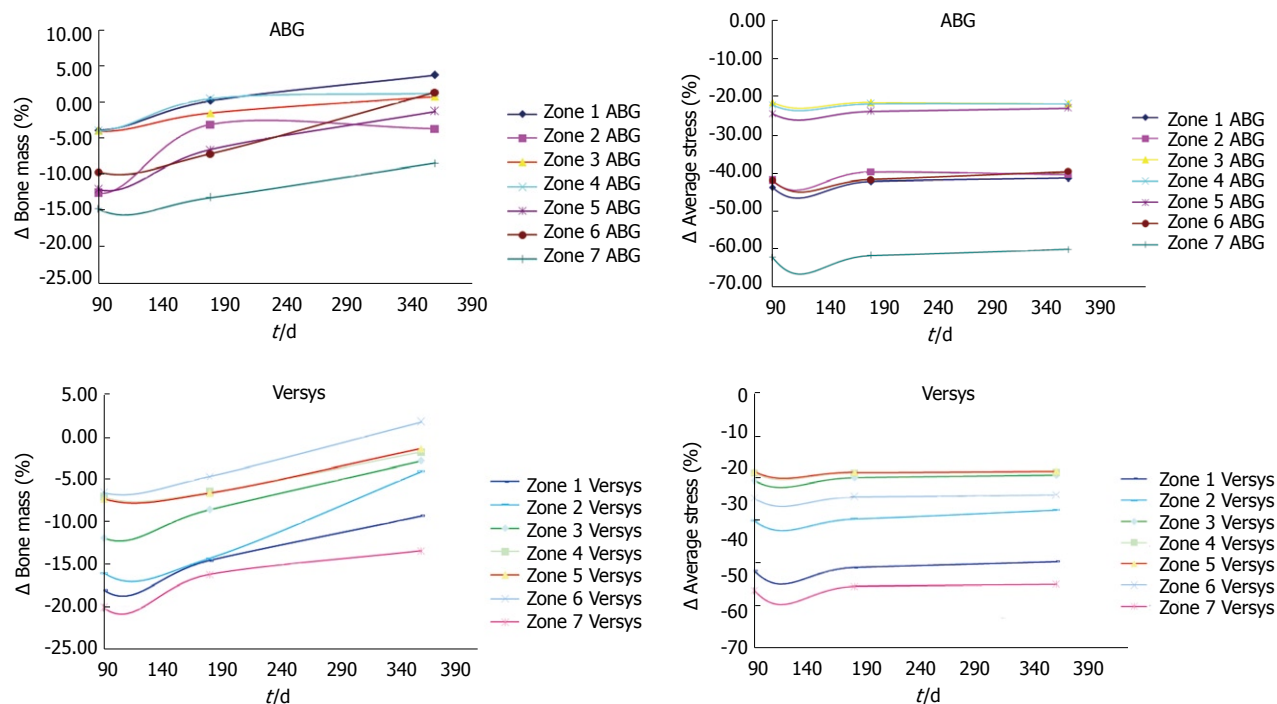 ABG
Δ Bone mass (%)
10.00
5.00
0.00
-5.00
-10.00
-15.00
-20.00
-25.00
90 140 190 240 290 340 390
t/d
Zone 1 ABG
Zone 2 ABG
Zone 3 ABG
Zone 4 ABG
Zone 5 ABG
Zone 6 ABG
Zone 7 ABG
ABG
Δ Average stress (%)
0.00
-10.00
-20.00
-30.00
-40.00
-50.00
-60.00
-70.00
90 140 190 240 290 340 390
t/d
Zone 1 ABG
Zone 2 ABG
Zone 3 ABG
Zone 4 ABG
Zone 5 ABG
Zone 6 ABG
Zone 7 ABG
Versys
Δ Bone mass (%)
5.00
0.00
-5.00
-10.00
-15.00
-20.00
-25.00
90 140 190 240 290 340 390
t/d
Zone 1 Versys
Zone 2 Versys
Zone 3 Versys
Zone 4 Versys
Zone 5 Versys
Zone 6 Versys
Zone 7 Versys
Versys
Δ Average stress (%)
0
-10
-20
-30
-40
-50
-60
-70
90 140 190 240 290 340 390
t/d
Zone 1 Versys
Zone 2 Versys
Zone 3 Versys
Zone 4 Versys
Zone 5 Versys
Zone 6 Versys
Zone 7 Versys